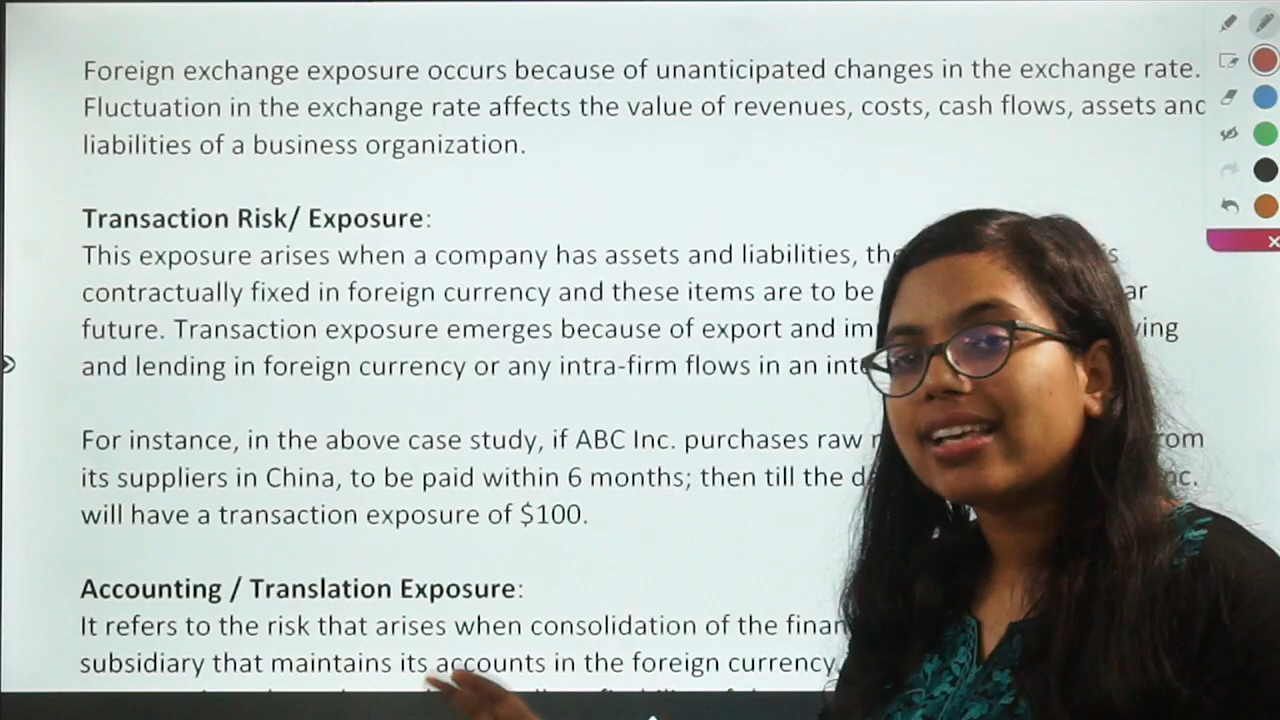 Foreign exchange exposure occurs because of unanticipated changes in the exchange rate.
Fluctuation in the exchange rate affects the value of revenues, costs, cash flows, assets and
liabilities of a business organization.
Transaction Risk/ Exposure:
This exposure arises when a company has assets and liabilities,
contractually fixed in foreign currency and these items are to be
future. Transaction exposure emerges because of export and
and lending in foreign currency or any intra-firm flows in an
For instance, in the above case study, if ABC Inc. purchases raw from
its suppliers in China, to be paid within 6 months; then till the
will have a transaction exposure of $100.
Accounting / Translation Exposure:
It refers to the risk that arises when consolidation of the
subsidiary that maintains its accounts in the foreign currency